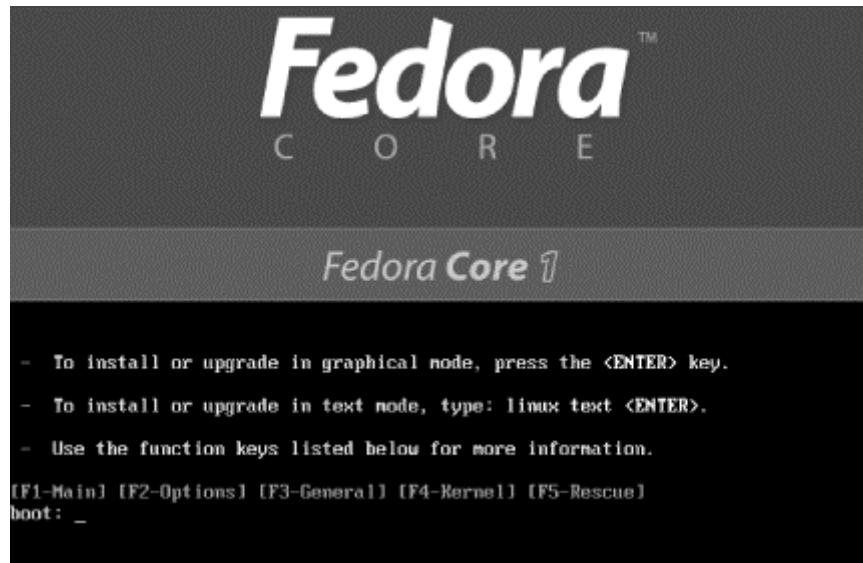 Fedora™
CORE
Fedora Core 1
- To install or upgrade in graphical mode, press the <ENTER> key.
- To install or upgrade in text mode, type: linux text <ENTER>.
- Use the function keys listed below for more information.
[F1-Main] [F2-Options] [F3-General] [F4-Kernel] [F5-Rescue]
boot: _